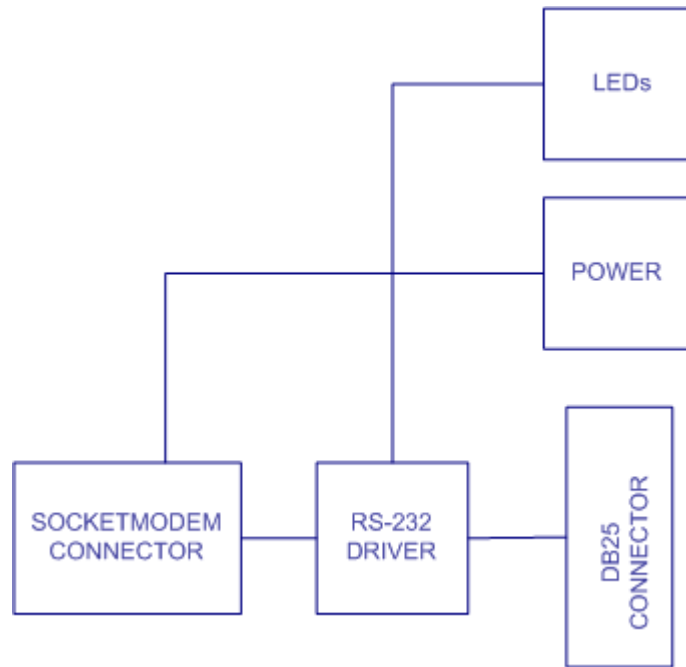 LEDs
POWER
SOCKETMODEM
CONNECTOR
RS-232
DRIVER
DB25
CONNECTOR